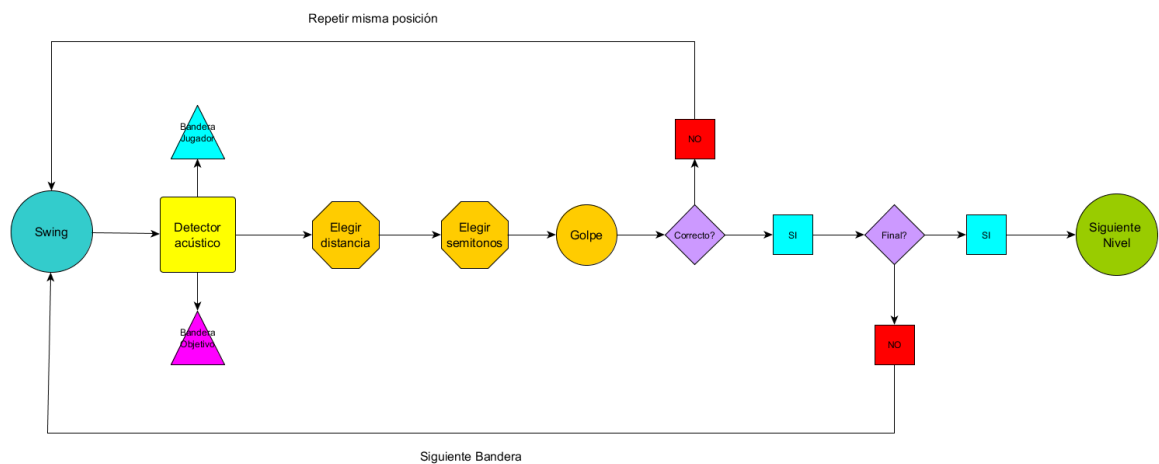 Repetir misma posición
Bandera
Jugador
NO
Swing
Detector
acústico
Elegir
distancia
Elegir
semitonos
Golpe
Correcto?
SI
Final?
SI
Siguiente
Nivel
Bandera
Objetivo
NO
Siguiente Bandera